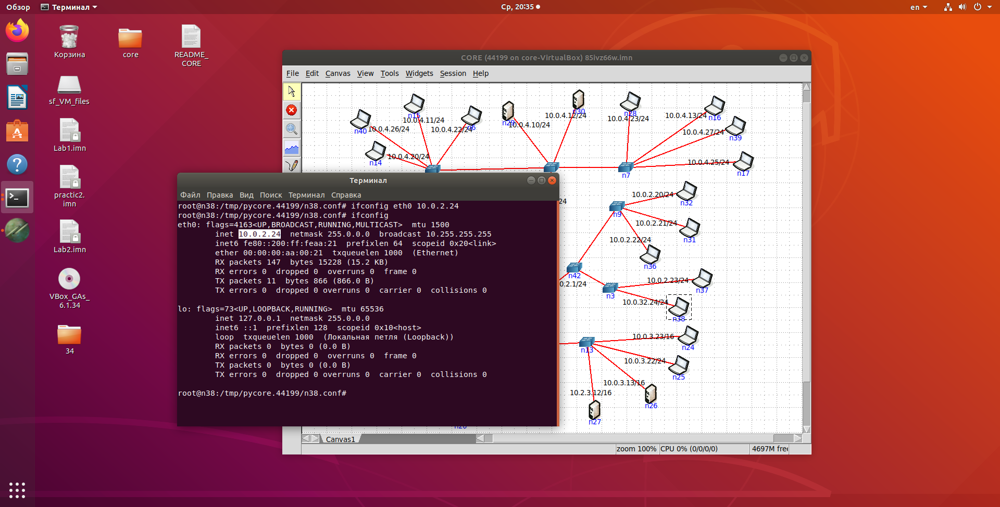 Обзор
Терминал
Ср, 20:35
en
Корзина
core
README_
CORE
sf_VM_files
Lab1.imn
practic2.
imn
Lab2.imn
VBox_GAs_
6.1.34
34
CORE (44199 on core-VirtualBox) 85ivz66w.imn
File Edit Canvas View Tools Widgets Session Help
n40
10.0.4.26/24
n15
10.0.4.11/24
n6
10.0.4.22/24
n14
10.0.4.20/24
n29
10.0.4.10/24
n30
10.0.4.12/24
n28
10.0.4.23/24
10.0.4.13/24
n16
10.0.4.27/24
n39
10.0.4.25/24
n17
n7
24
10.0.2.20/24
n32
n9
10.0.2.21/24
n31
10.0.2.22/24
n36
n42
0.2.1/24
n3
10.0.2.23/24
n37
10.0.32.24/24
n38
10.0.3.23/16
n24
n13
10.0.3.22/24
n25
10.0.3.13/16
n26
10.2.3.12/16
n27
n20
Canvas1
zoom 100%
CPU 0% (0/0/0/0)
4697M free
Терминал
Файл Правка Вид Поиск Терминал Справка
root@n38:/tmp/pycore.44199/n38.conf# ifconfig eth0 10.0.2.24
root@n38:/tmp/pycore.44199/n38.conf# ifconfig
eth0: flags=4163<UP,BROADCAST,RUNNING,MULTICAST>  mtu 1500
        inet 10.0.2.24  netmask 255.0.0.0  broadcast 10.255.255.255
        inet6 fe80::200:ff:feaa:21  prefixlen 64  scopeid 0x20<link>
        ether 00:00:00:aa:00:21  txqueuelen 1000  (Ethernet)
        RX packets 147  bytes 15228 (15.2 KB)
        RX errors 0  dropped 0  overruns 0  frame 0
        TX packets 11  bytes 866 (866.0 B)
        TX errors 0  dropped 0 overruns 0  carrier 0  collisions 0
lo: flags=73<UP,LOOPBACK,RUNNING>  mtu 65536
        inet 127.0.0.1  netmask 255.0.0.0
        inet6 ::1  prefixlen 128  scopeid 0x10<host>
        loop  txqueuelen 1000  (Локальная петля (Loopback))
        RX packets 0  bytes 0 (0.0 B)
        RX errors 0  dropped 0  overruns 0  frame 0
        TX packets 0  bytes 0 (0.0 B)
        TX errors 0  dropped 0 overruns 0  carrier 0  collisions 0
root@n38:/tmp/pycore.44199/n38.conf#